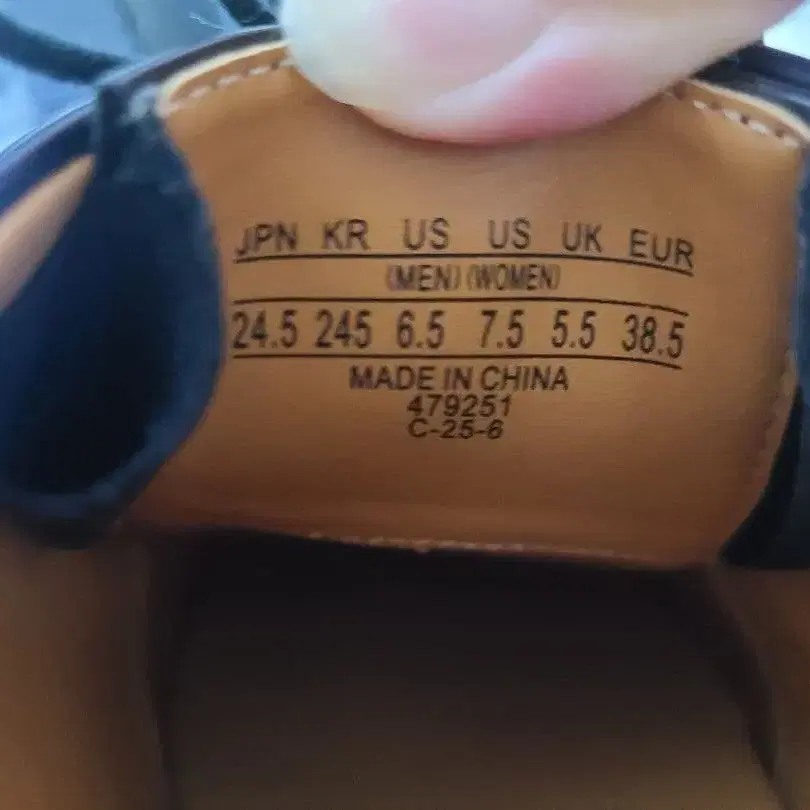 JPN KR US US UK EUR
(MEN) (WOMEN)
24.5 245 6.5 7.5 5.5 38.5
MADE IN CHINA
479251
C-25-6